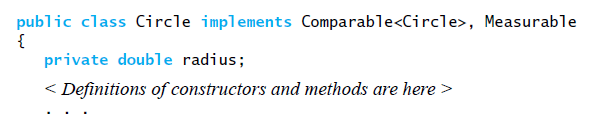 public class Circle implements Comparable<Circle>, Measurable
{
private double radius;
< Definitions of constructors and methods are here >
. . .